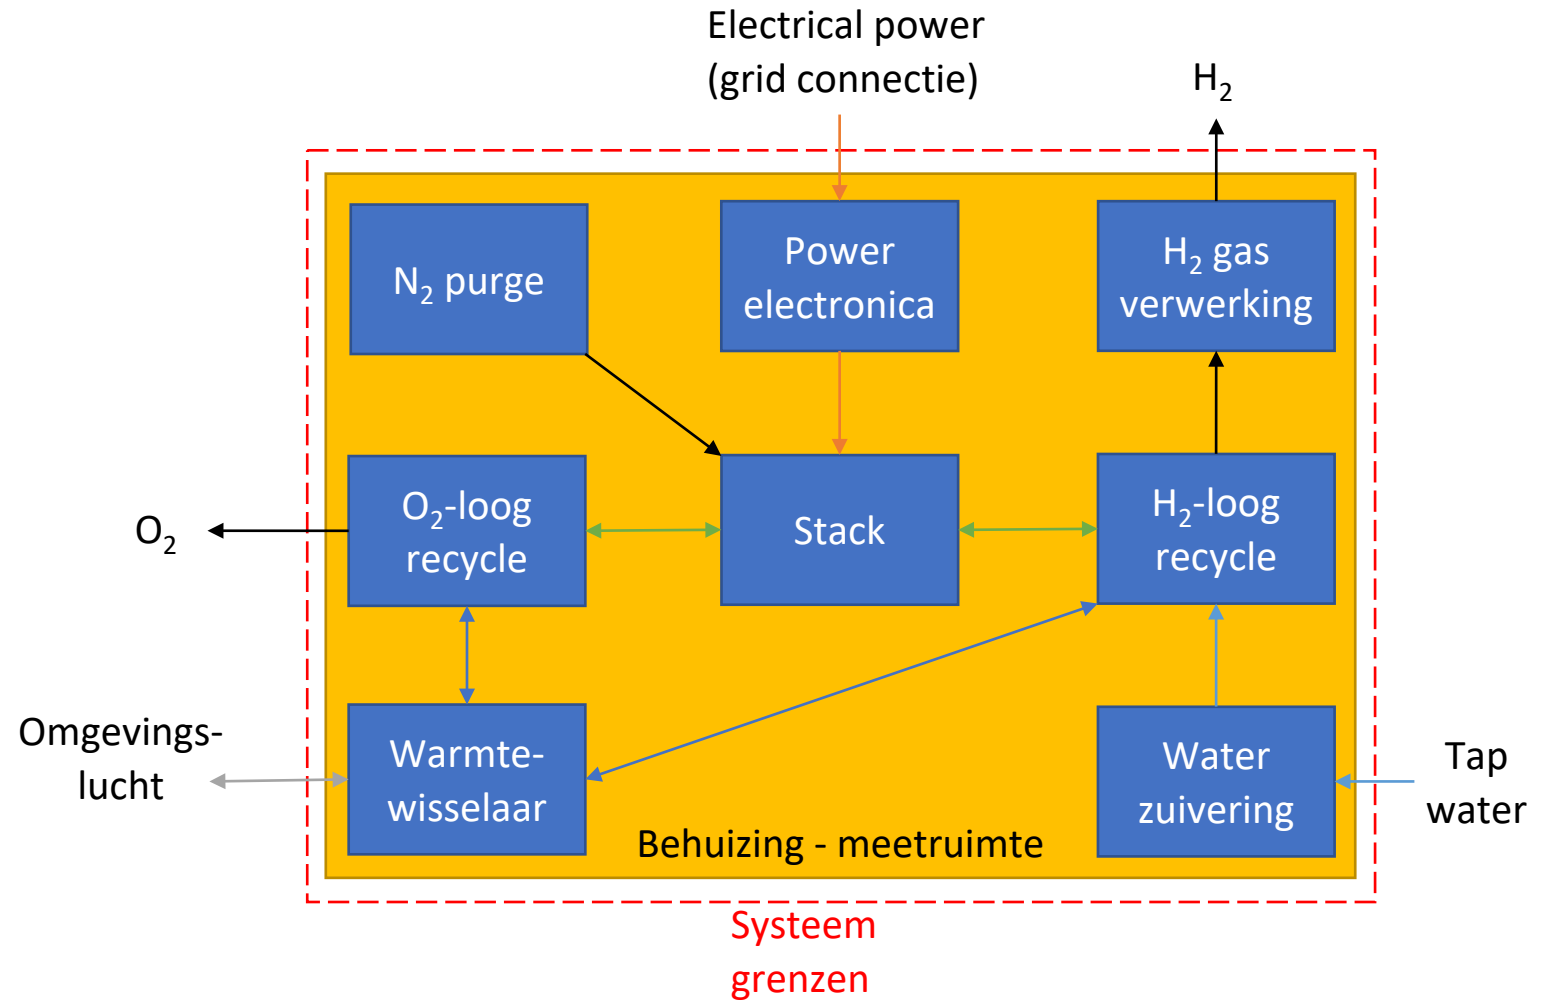 Electrical power
(grid connectie)
H₂
N₂ purge
Power
electronica
H₂ gas
verwerking
O₂
O₂-loog
recycle
Stack
H₂-loog
recycle
Omgevings-
lucht
Warmte-
wisselaar
Water
zuivering
Tap
water
Behuizing - meetruimte
Systeem
grenzen